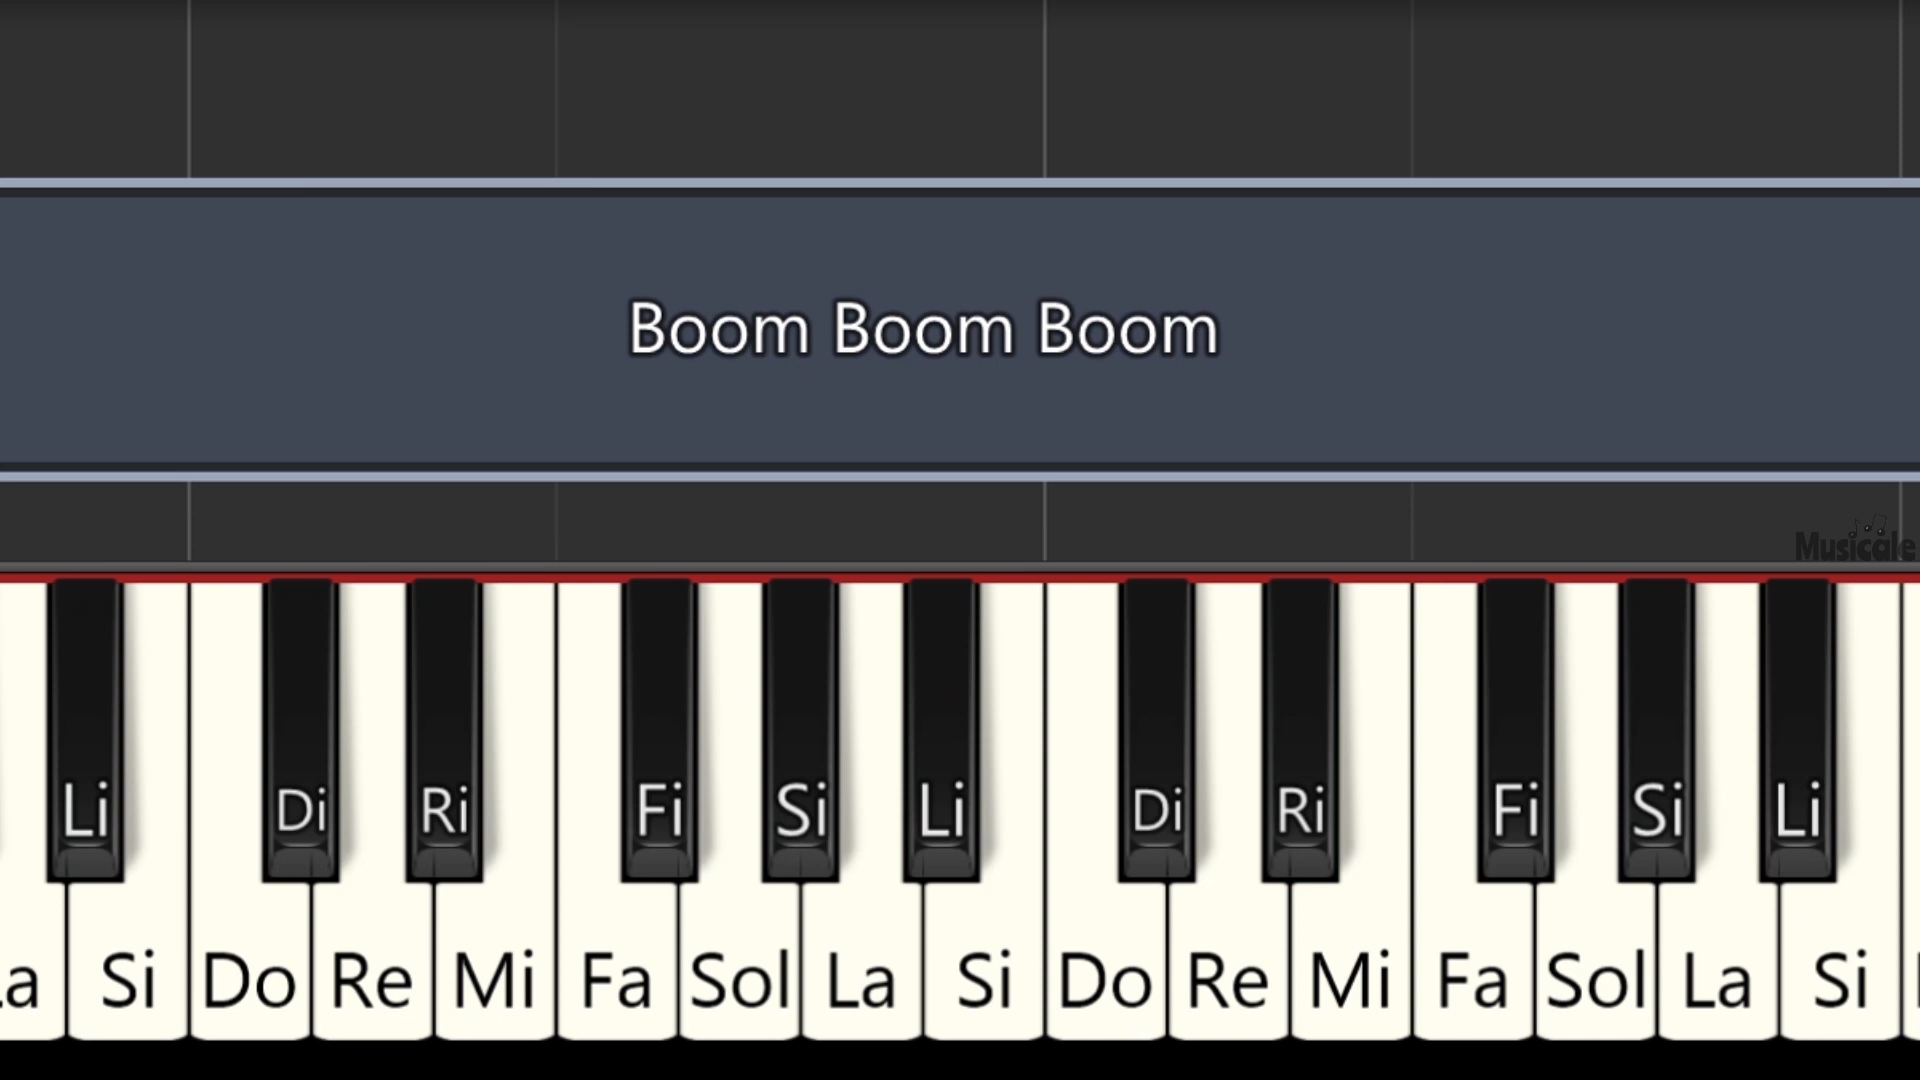 Boom Boom Boom
Musicale
Li Di Ri Fi Si Li Di Ri Fi Si Li
La Si Do Re Mi Fa Sol La Si Do Re Mi Fa Sol La Si